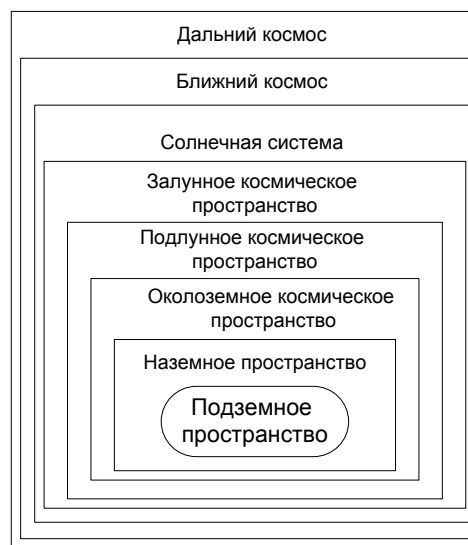 Дальний космос
Ближний космос
Солнечная система
Залунное космическое
пространство
Подлунное космическое
пространство
Околоземное космическое
пространство
Наземное пространство
Подземное
пространство